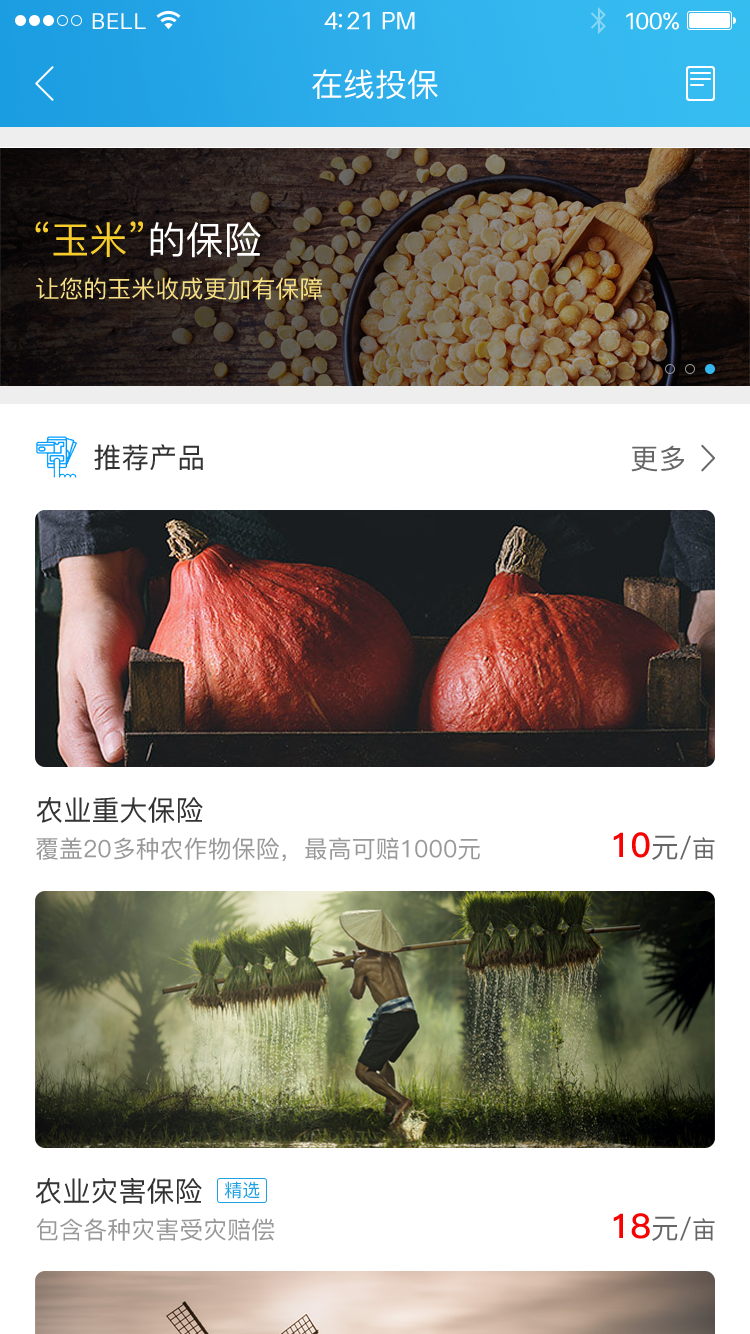 BELL
4:21 PM
100%
在线投保
“玉米”的保险
让您的玉米收成更加有保障
推荐产品
更多
农业重大保险
覆盖20多种农作物保险，最高可赔1000元
10元/亩
农业灾害保险 精选
包含各种灾害受灾赔偿
18元/亩